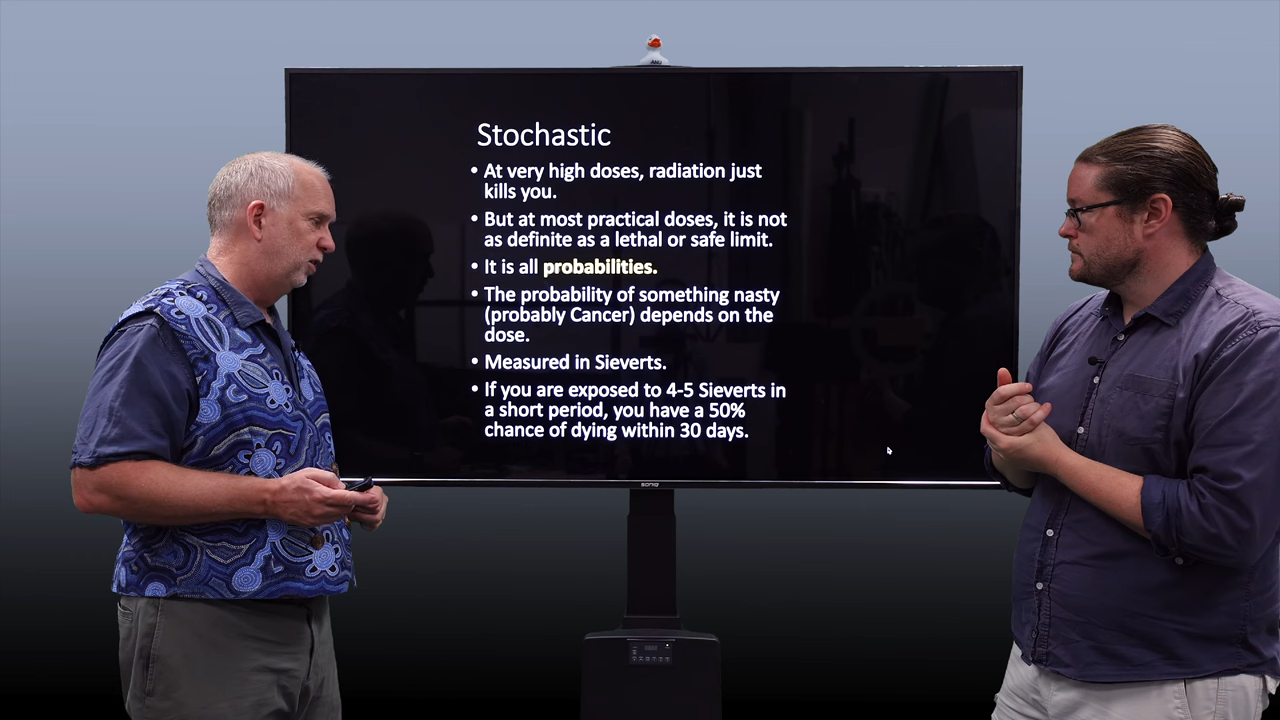 ANU
Stochastic
• At very high doses, radiation just
kills you.
• But at most practical doses, it is not
as definite as a lethal or safe limit.
• It is all probabilities.
• The probability of something nasty
(probably Cancer) depends on the
dose.
• Measured in Sieverts.
• If you are exposed to 4-5 Sieverts in
a short period, you have a 50%
chance of dying within 30 days.
soniq